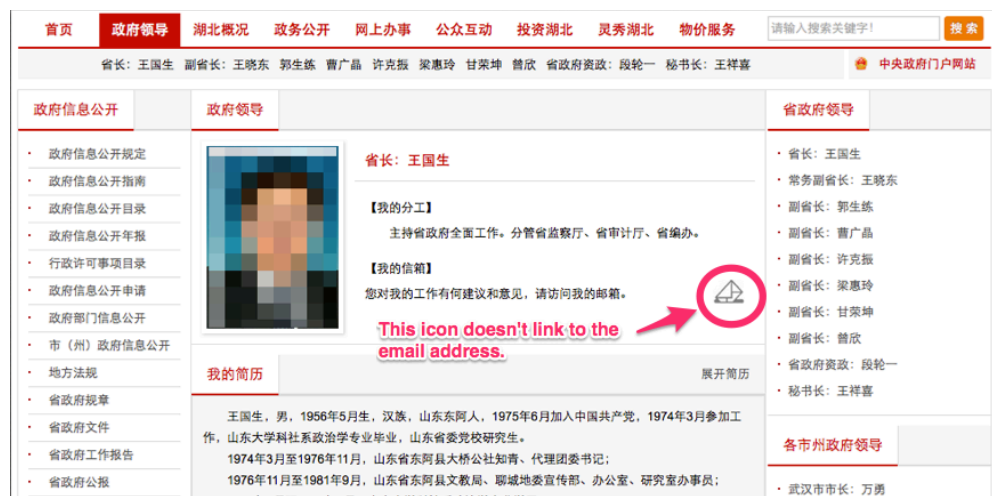 首页 政府领导 湖北概况 政务公开 网上办事 公众互动 投资湖北 灵秀湖北 物价服务 请输入搜索关键字! 搜索
省长：王国生 副省长：王晓东 郭生练 曹广晶 许克振 梁惠玲 甘荣坤 曾欣 省政府资政：段轮一 秘书长：王祥喜 中央政府门户网站
政府信息公开
· 政府信息公开规定
· 政府信息公开指南
· 政府信息公开目录
· 政府信息公开年报
· 行政许可事项目录
· 政府信息公开申请
· 政府部门信息公开
· 市（州）政府信息公开
· 地方法规
· 省政府规章
· 省政府文件
· 省政府工作报告
· 省政府公报
政府领导
省长：王国生
【我的分工】
主持省政府全面工作。分管省监察厅、省审计厅、省编办。
【我的信箱】
您对我的工作有何建议和意见，请访问我的邮箱。
This icon doesn't link to the
email address.
我的简历 展开简历
王国生，男，1956年5月生，汉族，山东东阿人，1975年6月加入中国共产党，1974年3月参加工
作，山东大学科社系政治学专业毕业，山东省委党校研究生。
1974年3月至1976年11月，山东省东阿县大桥公社知青、代理团委书记；
1976年11月至1981年9月，山东省东阿县文教局、聊城地委宣传部、办公室、研究室办事员；
省政府领导
· 省长：王国生
· 常务副省长：王晓东
· 副省长：郭生练
· 副省长：曹广晶
· 副省长：许克振
· 副省长：梁惠玲
· 副省长：甘荣坤
· 副省长：曾欣
· 省政府资政：段轮一
· 秘书长：王祥喜
各市州政府领导
· 武汉市市长：万勇